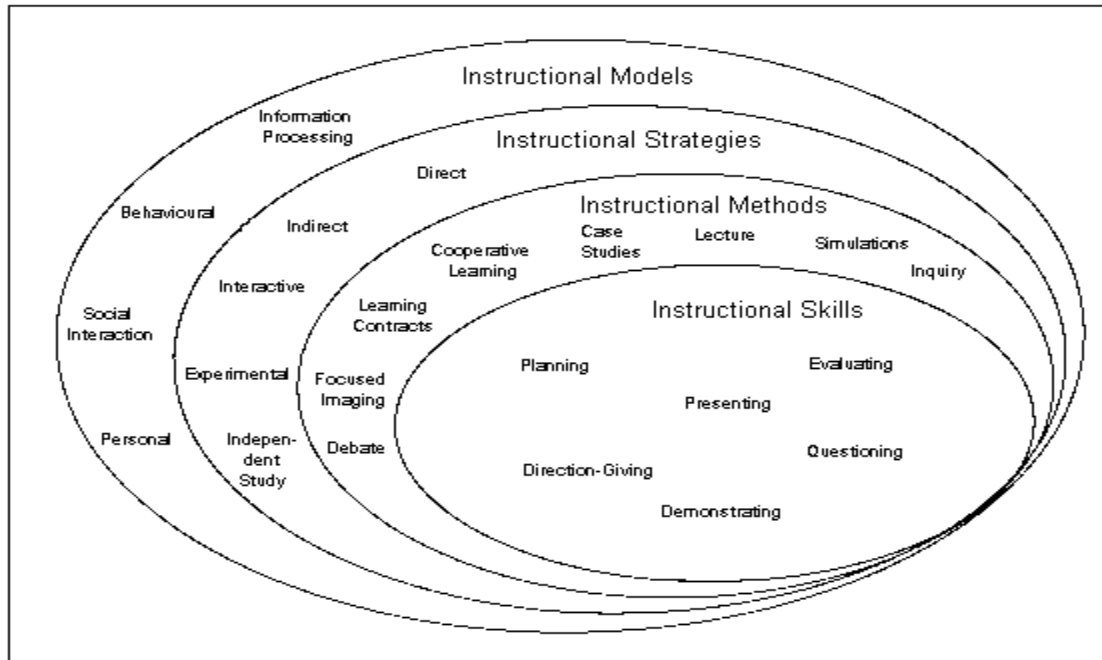 Instructional Models
Information
Processing
Behavioural
Social
Interaction
Personal
Instructional Strategies
Direct
Indirect
Interactive
Experimental
Indepen-
dent
Study
Instructional Methods
Case
Studies
Lecture
Simulations
Inquiry
Cooperative
Learning
Learning
Contracts
Focused
Imaging
Debate
Instructional Skills
Planning
Evaluating
Presenting
Questioning
Direction-Giving
Demonstrating